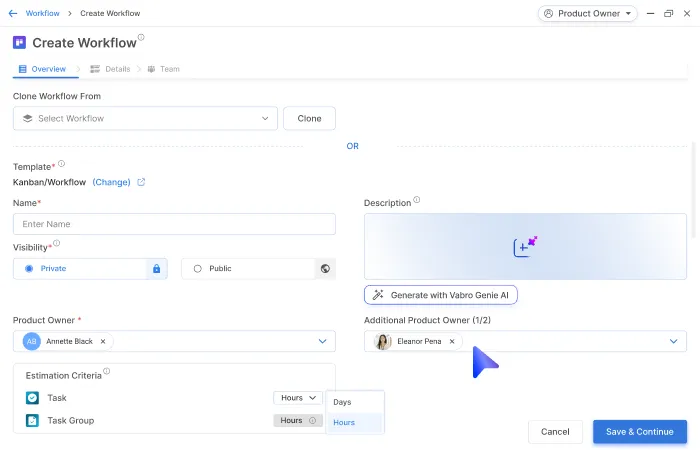 Workflow > Create Workflow
Product Owner
Create Workflow
Overview > Details > Team
Clone Workflow From
Select Workflow
Clone
OR
Template*
Kanban/Workflow (Change)
Name*
Enter Name
Description
Visibility*
Private
Public
Generate with Vabro Genie AI
Product Owner *
AB Annette Black
Additional Product Owner (1/2)
Eleanor Pena
Estimation Criteria
Task
Hours
Task Group
Hours
Days
Hours
Cancel
Save & Continue